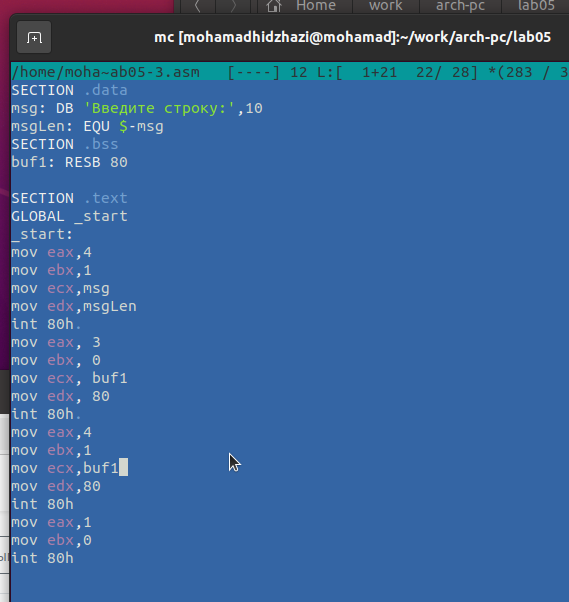 Home work arch-pc lab05
mc [mohamadhidzhazi@mohamad]:~/work/arch-pc/lab05
/home/moha~ab05-3.asm [----] 12 L:[ 1+21 22/ 28] *(283 / 3
SECTION .data
msg: DB 'Введите строку:',10
msgLen: EQU $-msg
SECTION .bss
buf1: RESB 80
SECTION .text
GLOBAL _start
_start:
mov eax,4
mov ebx,1
mov ecx,msg
mov edx,msgLen
int 80h.
mov eax, 3
mov ebx, 0
mov ecx, buf1
mov edx, 80
int 80h.
mov eax,4
mov ebx,1
mov ecx,buf1
mov edx,80
int 80h
mov eax,1
mov ebx,0
int 80h